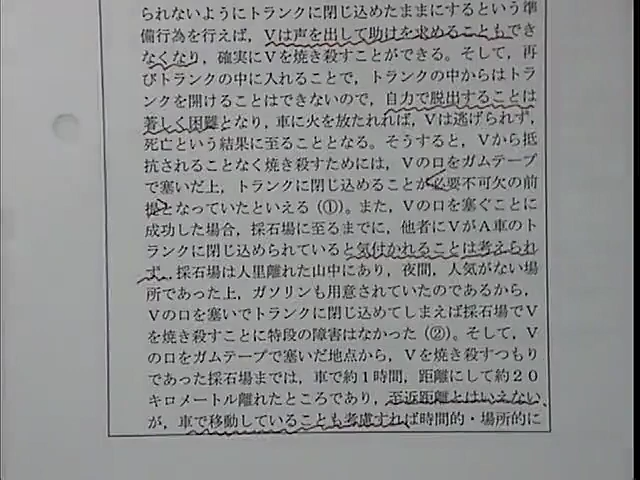 られないようにトランクに閉じ込めたままにするという準
備行為を行えば，Ｖは声を出して助けを求めることもでき
なくなり，確実にＶを焼き殺すことができる。そして，再
びトランクの中に入れることで，トランクの中からはトラ
ンクを開けることはできないので，自力で脱出することは
著しく困難となり，車に火を放たれれば，Ｖは逃げられず，
死亡という結果に至ることとなる。そうすると，Ｖから抵
抗されることなく焼き殺すためには，Ｖの口をガムテープ
で塞いだ上，トランクに閉じ込めることが必要不可欠の前
提となっていたといえる（①）。また，Ｖの口を塞ぐことに
成功した場合，採石場に至るまでに，他者にＶがＡ車のト
ランクに閉じ込められていると気付かれることは考えられ
ず，採石場は人里離れた山中にあり，夜間，人気がない場
所であった上，ガソリンも用意されていたのであるから，
Ｖの口を塞いでトランクに閉じ込めてしまえば採石場でＶ
を焼き殺すことに特段の障害はなかった（②）。そして，Ｖ
の口をガムテープで塞いだ地点から，Ｖを焼き殺すつもり
であった採石場までは，車で約１時間，距離にして約２０
キロメートル離れたところであり，至近距離とはいえない
が，車で移動していることも考慮すれば時間的・場所的に